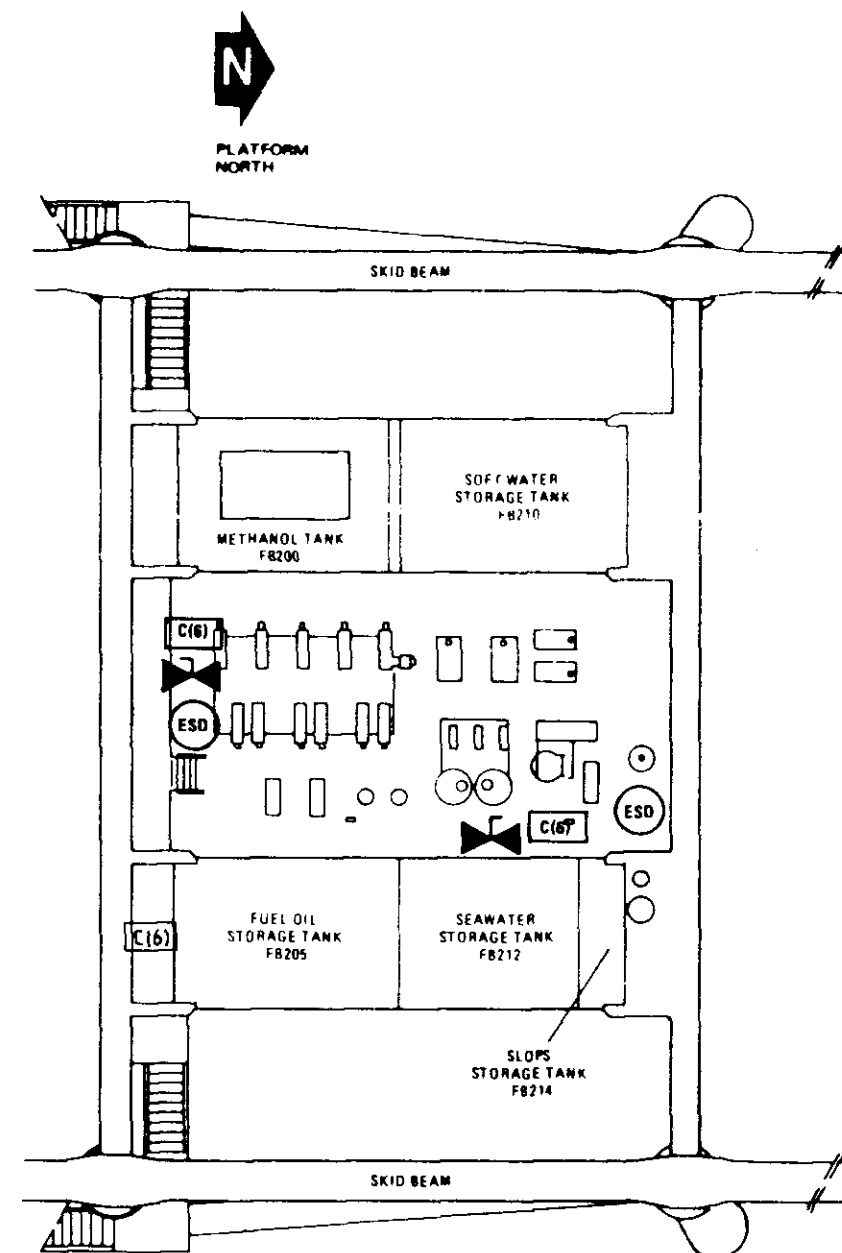 N
PLATFORM
NORTH
SKID BEAM
SOFT WATER
STORAGE TANK
FB210
METHANOL TANK
FB200
C(6)
ESD
ESD
C(6)
FUEL OIL
STORAGE TANK
FB205
SEAWATER
STORAGE TANK
FB212
C(6)
SLOPS
STORAGE TANK
FB214
SKID BEAM